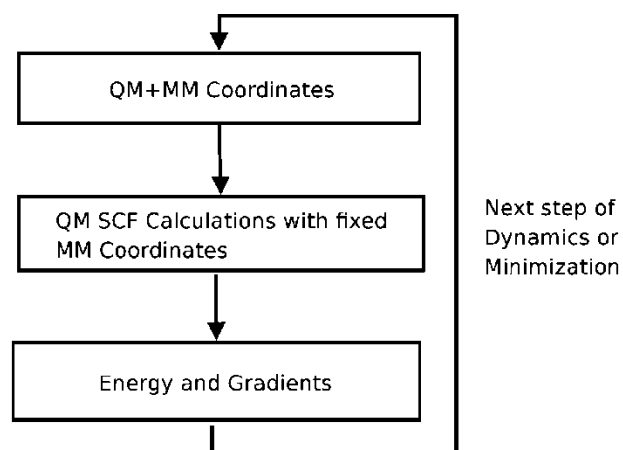 QM+MM Coordinates
QM SCF Calculations with fixed
MM Coordinates
Next step of
Dynamics or
Minimization
Energy and Gradients